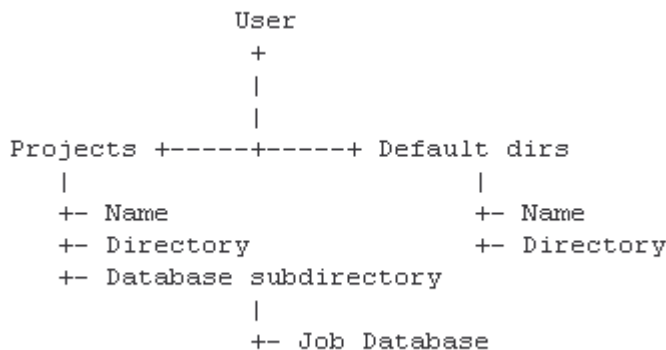 User
+
|
|
Projects +-----+-----+ Default dirs
| |
+- Name +- Name
+- Directory +- Directory
+- Database subdirectory
|
+- Job Database